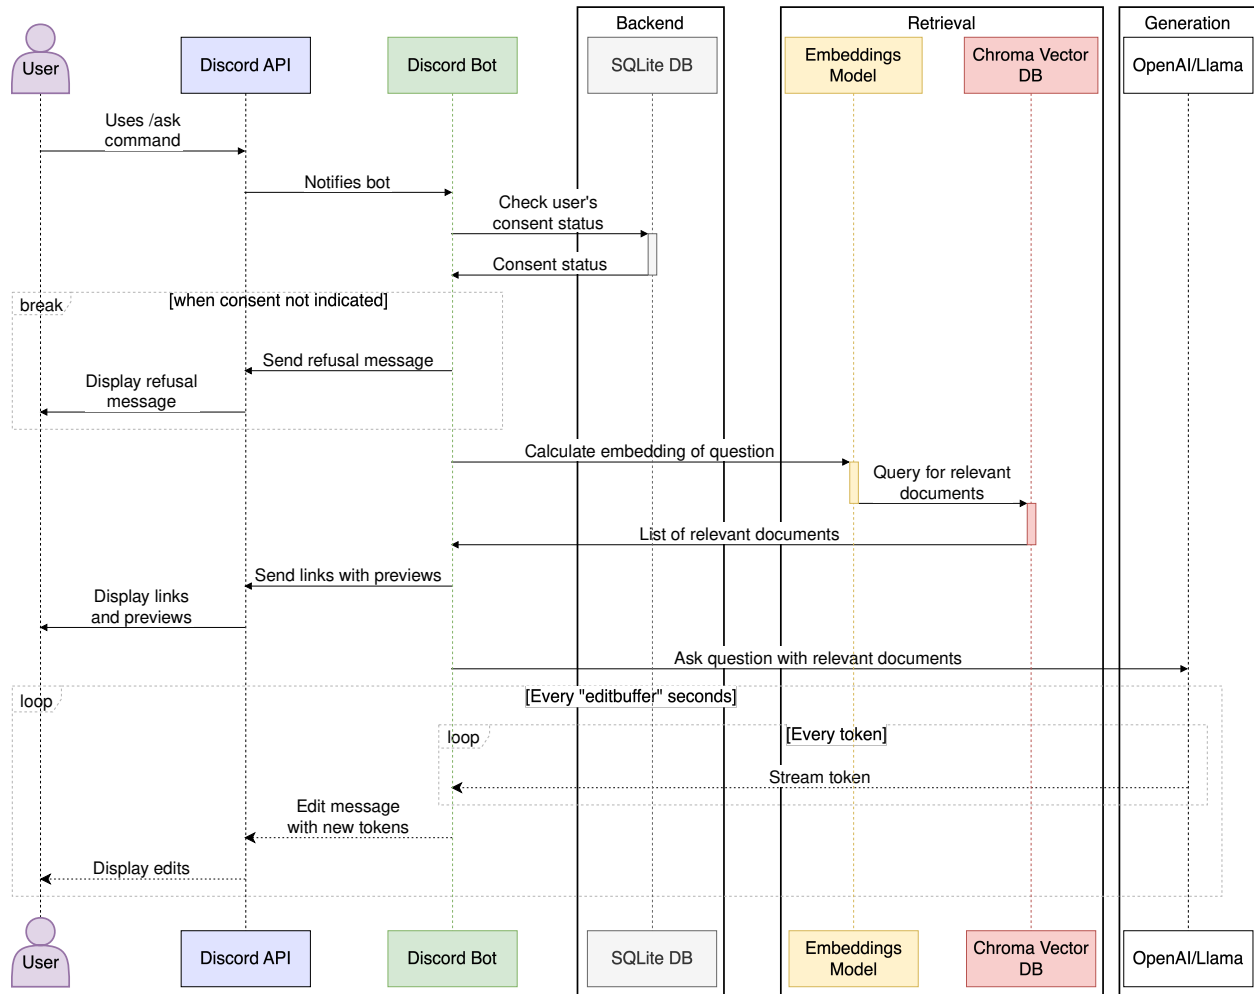 Backend
Retrieval
Generation
User
Discord API
Discord Bot
SQLite DB
Embeddings
Model
Chroma Vector
DB
OpenAI/Llama
Uses /ask
command
Notifies bot
Check user's
consent status
Consent status
break
[when consent not indicated]
Send refusal message
Display refusal
message
Calculate embedding of question
Query for relevant
documents
List of relevant documents
Send links with previews
Display links
and previews
Ask question with relevant documents
loop
[Every "editbuffer" seconds]
loop
[Every token]
Stream token
Edit message
with new tokens
Display edits
User
Discord API
Discord Bot
SQLite DB
Embeddings
Model
Chroma Vector
DB
OpenAI/Llama